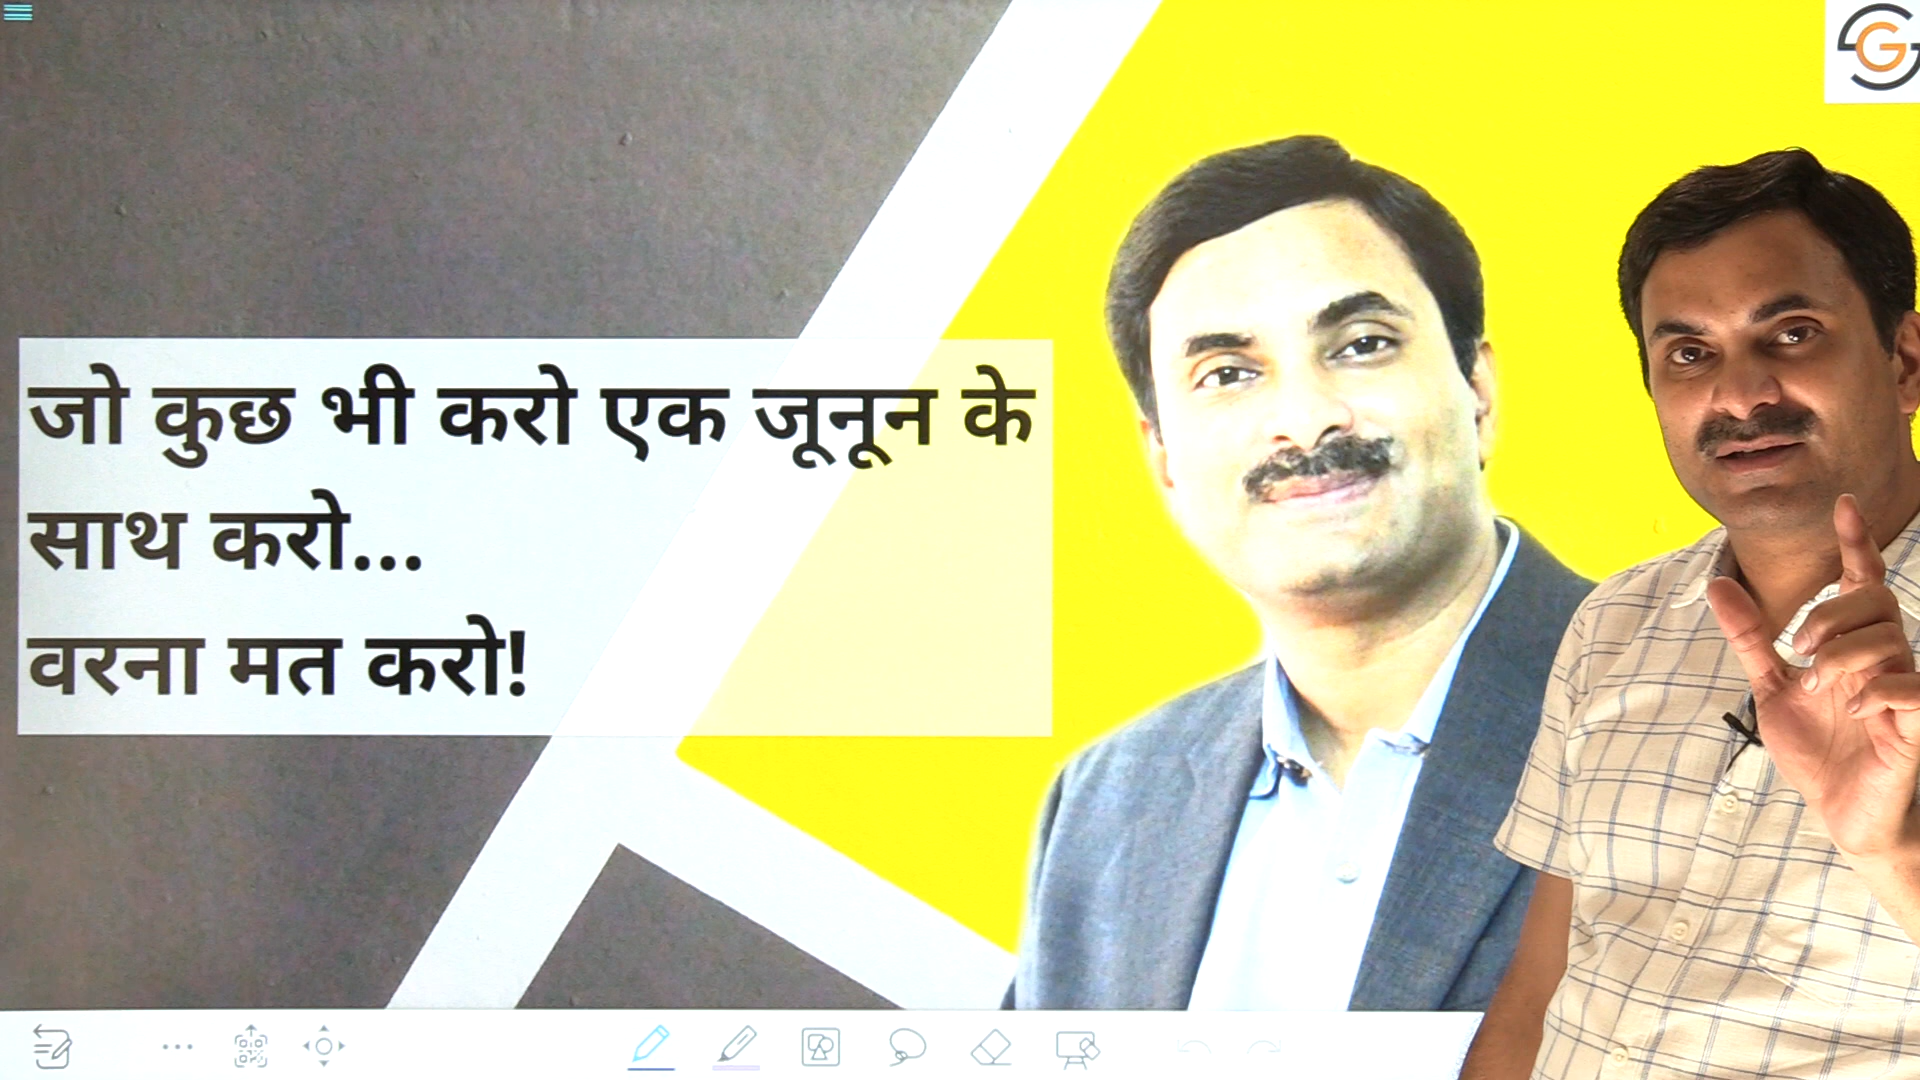 जो कुछ भी करो एक जूनून के
साथ करो...
वरना मत करो!